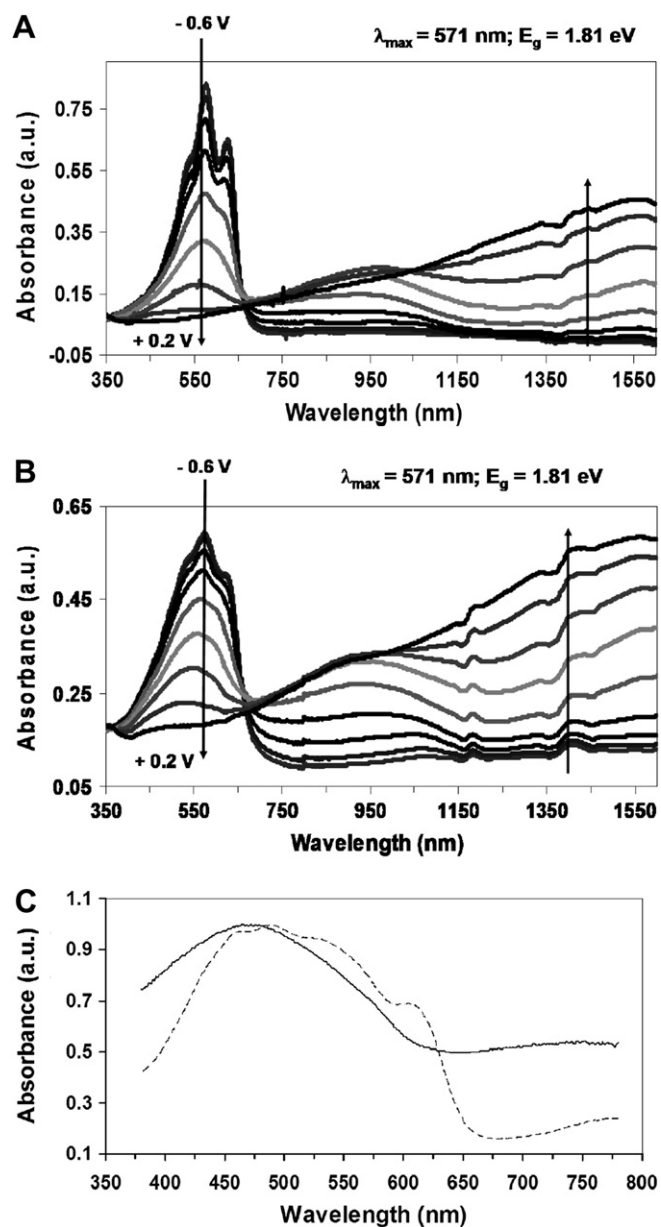 A
- 0.6 V
λmax = 571 nm; Eg = 1.81 eV
Absorbance (a.u.)
0.75
0.55
0.35
0.15
-0.05
+ 0.2 V
350 550 750 950 1150 1350 1550
Wavelength (nm)
B
- 0.6 V
λmax = 571 nm; Eg = 1.81 eV
Absorbance (a.u.)
0.65
0.45
0.25
0.05
+ 0.2 V
350 550 750 950 1150 1350 1550
Wavelength (nm)
C
Absorbance (a.u.)
1.1
0.9
0.7
0.5
0.3
0.1
350 400 450 500 550 600 650 700 750 800
Wavelength (nm)